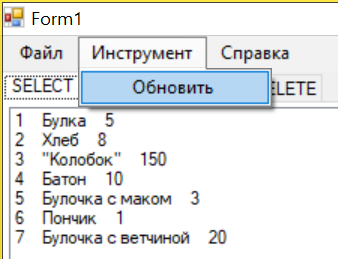 Form1
Файл Инструмент Справка
Обновить
SELECT
1 Булка 5
2 Хлеб 8
3 "Колобок" 150
4 Батон 10
5 Булочка с маком 3
6 Пончик 1
7 Булочка с ветчиной 20